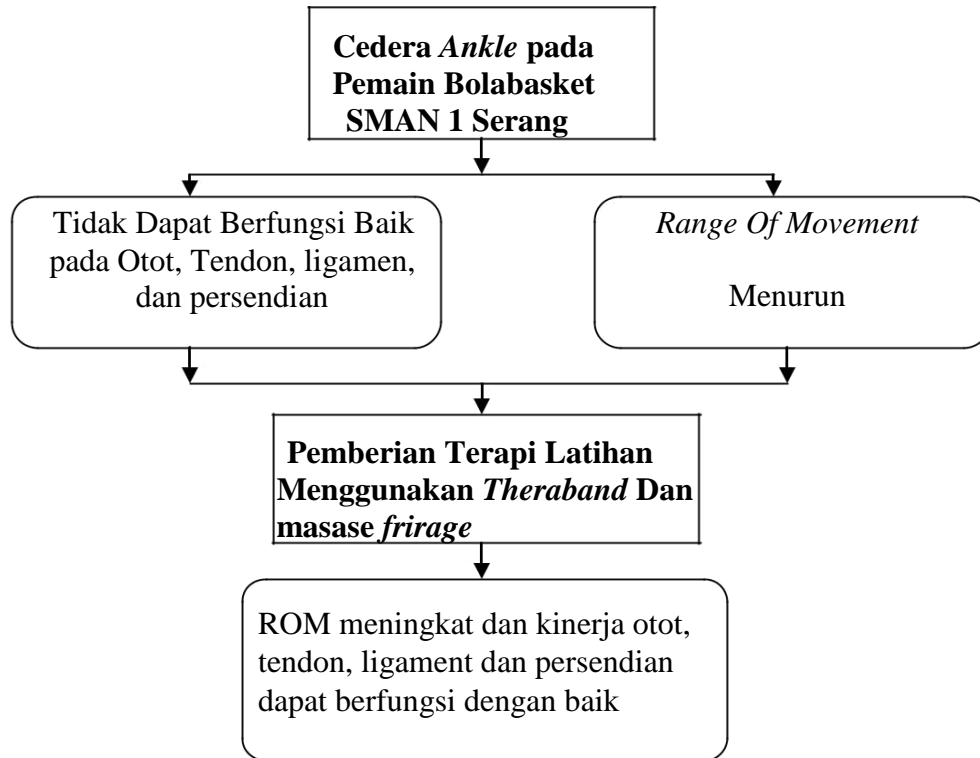 Cedera Ankle pada
Pemain Bolabasket
SMAN 1 Serang
Tidak Dapat Berfungsi Baik
pada Otot, Tendon, ligamen,
dan persendian
Range Of Movement
Menurun
Pemberian Terapi Latihan
Menggunakan Theraband Dan
masase frirage
ROM meningkat dan kinerja otot,
tendon, ligament dan persendian
dapat berfungsi dengan baik